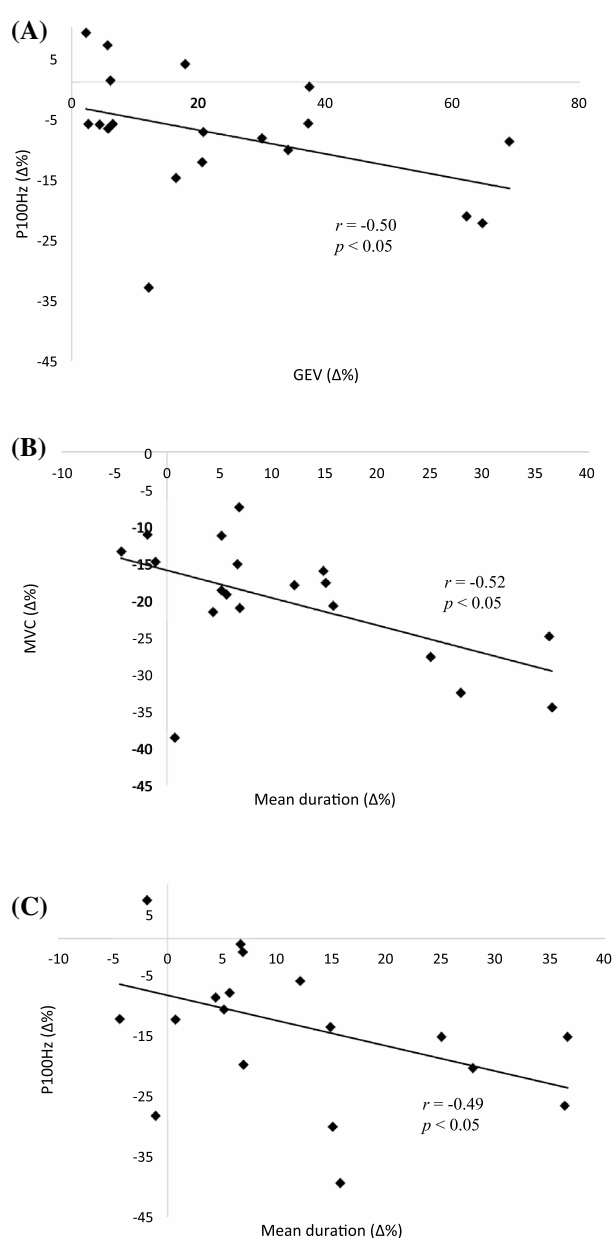 (A)
5
0 20 40 60 80
-5
-15
-25
-35
-45
P100Hz (Δ%)
r = -0.50
p < 0.05
GEV (Δ%)
(B)
0
-10 -5 0 5 10 15 20 25 30 35 40
-5
-10
-15
-20
-25
-30
-35
-40
-45
MVC (Δ%)
r = -0.52
p < 0.05
Mean duration (Δ%)
(C)
5
-10 -5 0 5 10 15 20 25 30 35 40
-5
-15
-25
-35
-45
P100Hz (Δ%)
r = -0.49
p < 0.05
Mean duration (Δ%)